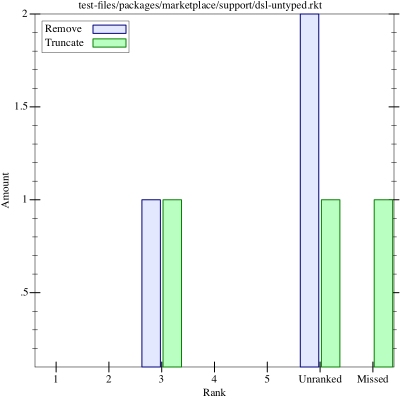 test-files/packages/marketplace/support/dsl-untyped.rkt
2
Remove
Truncate
1.5
Amount
1
.5
1 2 3 4 5 Unranked Missed
Rank